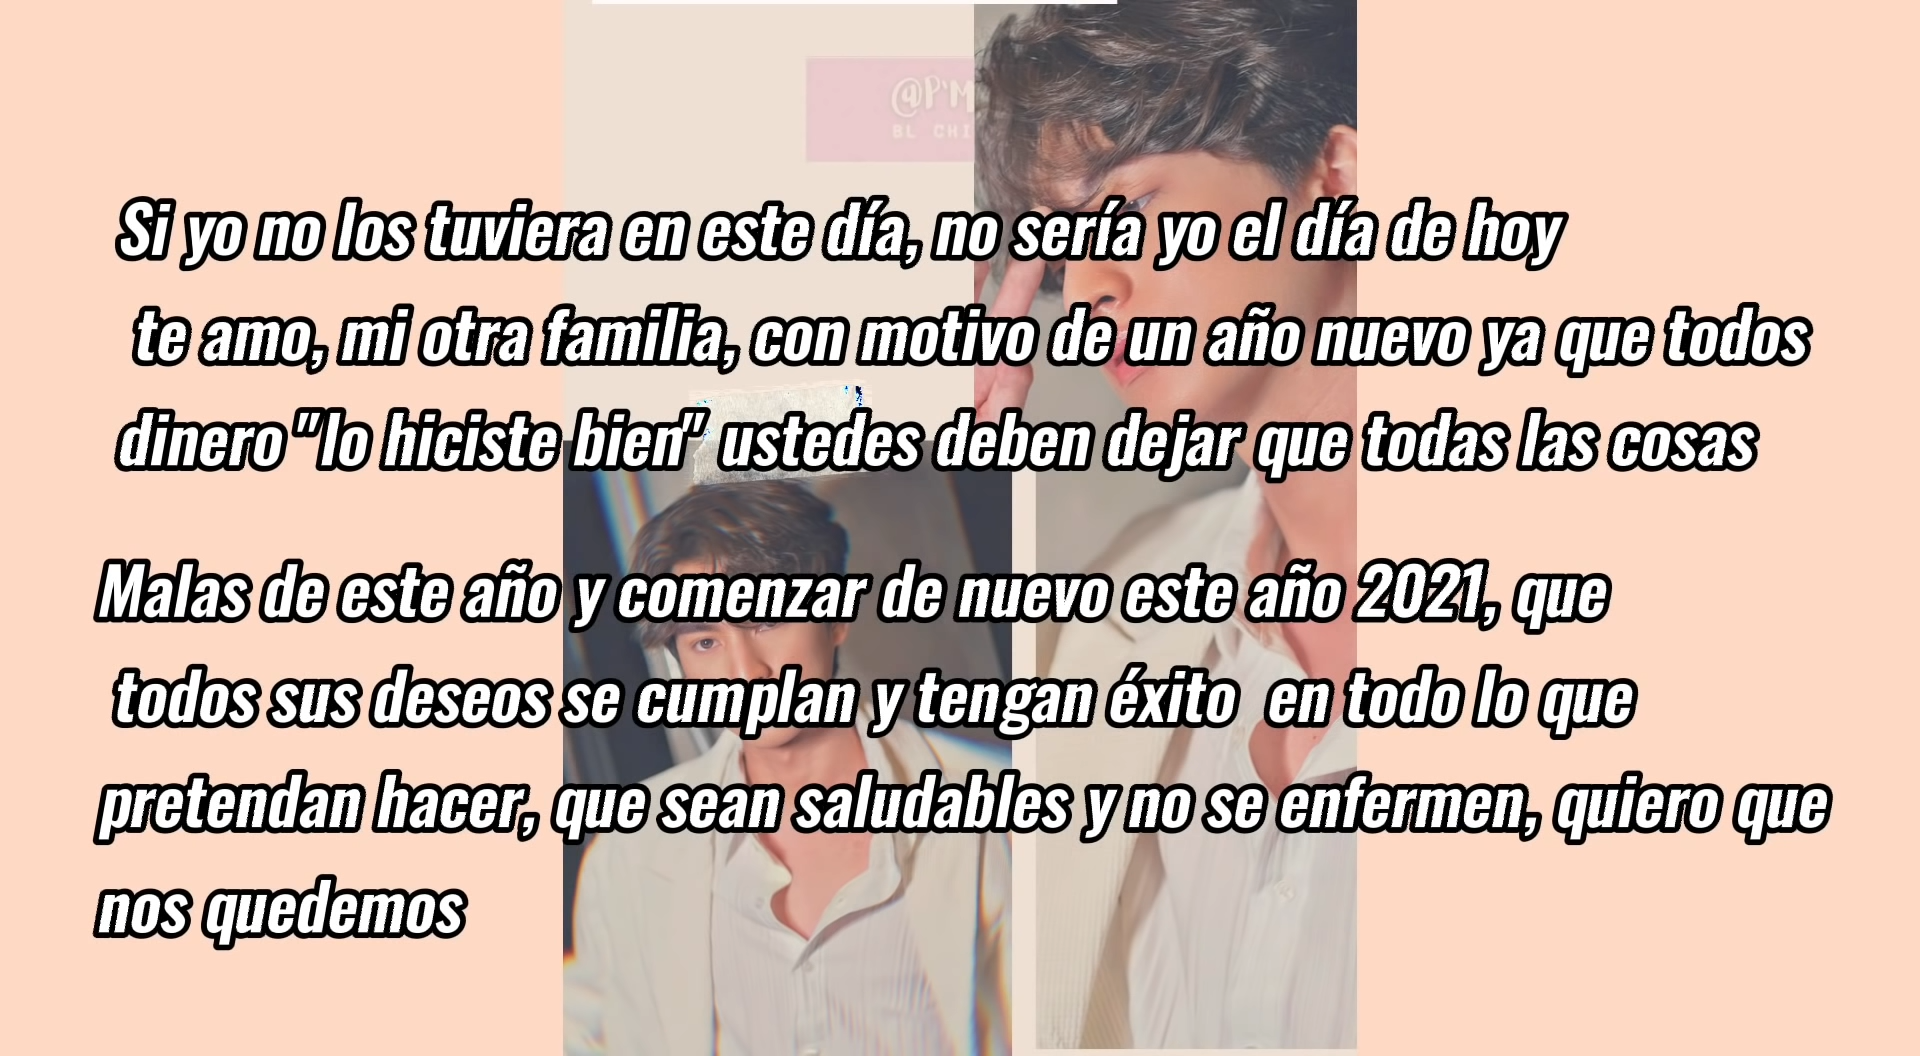 @P'M
BL CHI
Si yo no los tuviera en este día, no sería yo el día de hoy
te amo, mi otra familia, con motivo de un año nuevo ya que todos
dinero "lo hiciste bien" ustedes deben dejar que todas las cosas
Malas de este año y comenzar de nuevo este año 2021, que
todos sus deseos se cumplan y tengan éxito en todo lo que
pretendan hacer, que sean saludables y no se enfermen, quiero que
nos quedemos